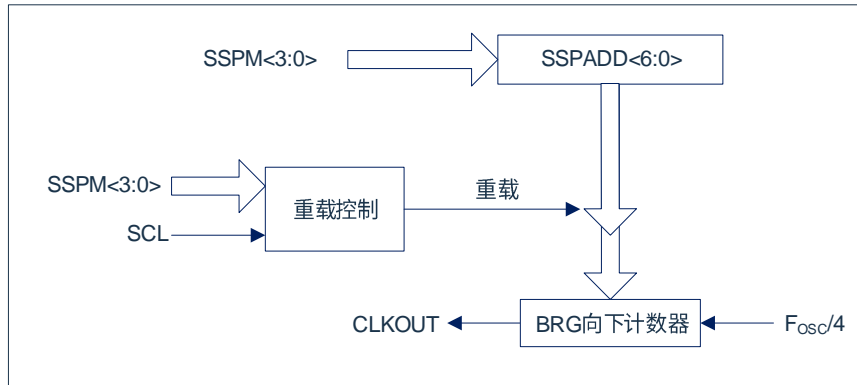 SSPM<3:0>
SSPADD<6:0>
SSPM<3:0>
重载控制
重载
SCL
CLKOUT
BRG向下计数器
FOSC/4